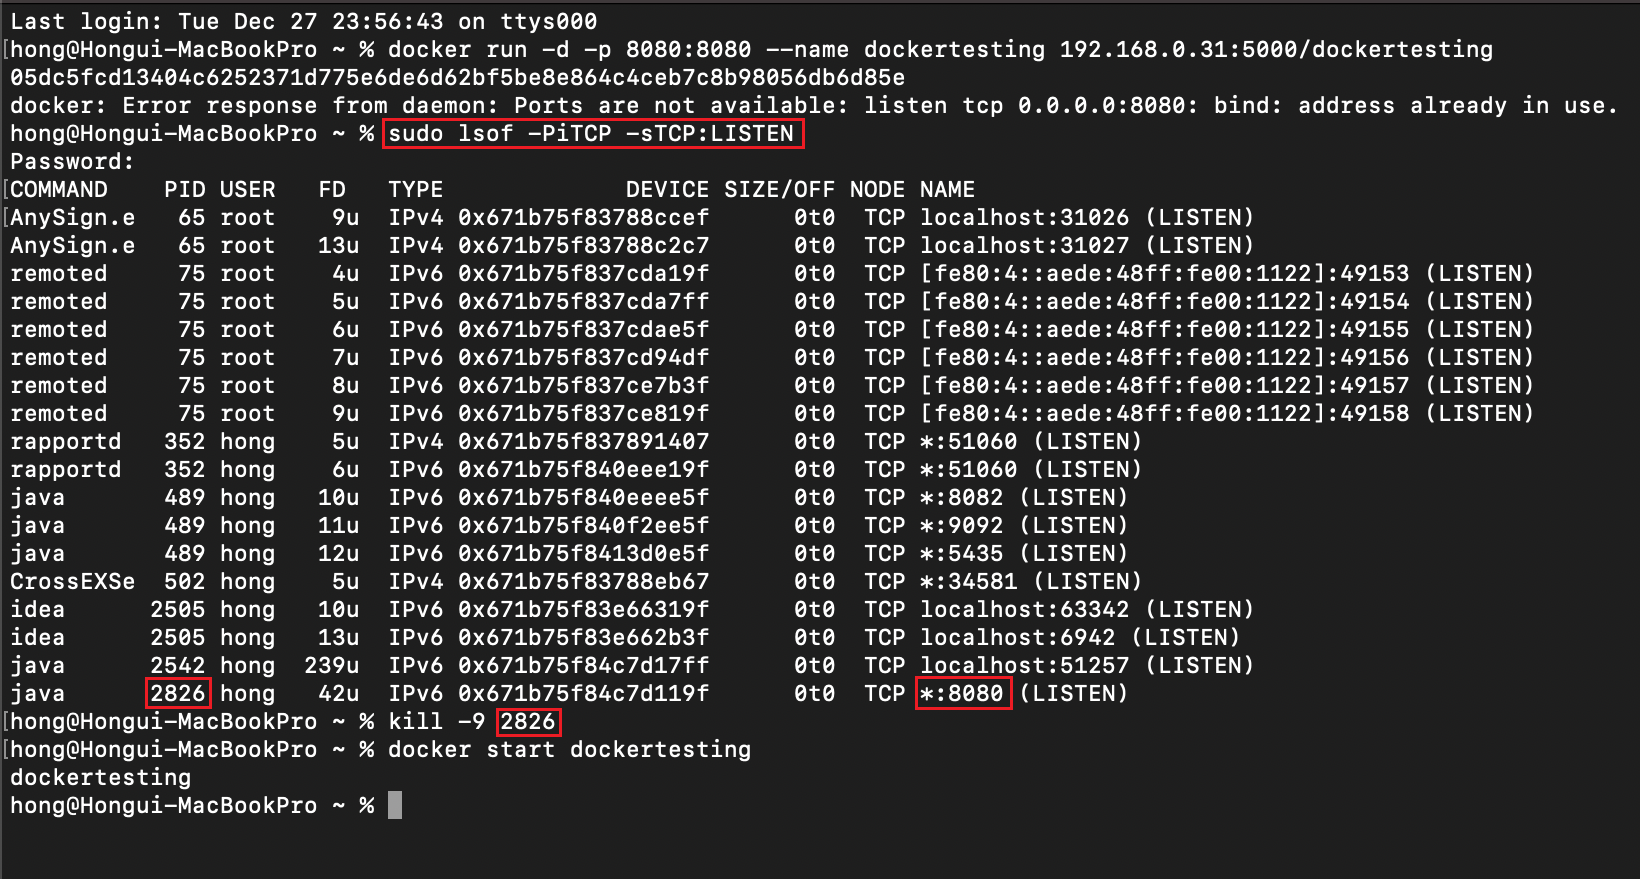 Last login: Tue Dec 27 23:56:43 on ttys000
[hong@Hongui-MacBookPro ~ % docker run -d -p 8080:8080 --name dockertesting 192.168.0.31:5000/dockertesting
05dc5fcd13404c6252371d775e6de6d62bf5be8e864c4ceb7c8b98056db6d85e
docker: Error response from daemon: Ports are not available: listen tcp 0.0.0.0:8080: bind: address already in use.
hong@Hongui-MacBookPro ~ % sudo lsof -PiTCP -sTCP:LISTEN
Password:
[COMMAND    PID USER   FD   TYPE             DEVICE SIZE/OFF NODE NAME
[AnySign.e   65 root    9u  IPv4 0x671b75f83788ccef      0t0  TCP localhost:31026 (LISTEN)
AnySign.e   65 root   13u  IPv4 0x671b75f83788c2c7      0t0  TCP localhost:31027 (LISTEN)
remoted     75 root    4u  IPv6 0x671b75f837cda19f      0t0  TCP [fe80:4::aede:48ff:fe00:1122]:49153 (LISTEN)
remoted     75 root    5u  IPv6 0x671b75f837cda7ff      0t0  TCP [fe80:4::aede:48ff:fe00:1122]:49154 (LISTEN)
remoted     75 root    6u  IPv6 0x671b75f837cdae5f      0t0  TCP [fe80:4::aede:48ff:fe00:1122]:49155 (LISTEN)
remoted     75 root    7u  IPv6 0x671b75f837cd94df      0t0  TCP [fe80:4::aede:48ff:fe00:1122]:49156 (LISTEN)
remoted     75 root    8u  IPv6 0x671b75f837ce7b3f      0t0  TCP [fe80:4::aede:48ff:fe00:1122]:49157 (LISTEN)
remoted     75 root    9u  IPv6 0x671b75f837ce819f      0t0  TCP [fe80:4::aede:48ff:fe00:1122]:49158 (LISTEN)
rapportd   352 hong    5u  IPv4 0x671b75f837891407      0t0  TCP *:51060 (LISTEN)
rapportd   352 hong    6u  IPv6 0x671b75f840eee19f      0t0  TCP *:51060 (LISTEN)
java       489 hong   10u  IPv6 0x671b75f840eeee5f      0t0  TCP *:8082 (LISTEN)
java       489 hong   11u  IPv6 0x671b75f840f2ee5f      0t0  TCP *:9092 (LISTEN)
java       489 hong   12u  IPv6 0x671b75f8413d0e5f      0t0  TCP *:5435 (LISTEN)
CrossEXSe  502 hong    5u  IPv4 0x671b75f83788eb67      0t0  TCP *:34581 (LISTEN)
idea      2505 hong   10u  IPv6 0x671b75f83e66319f      0t0  TCP localhost:63342 (LISTEN)
idea      2505 hong   13u  IPv6 0x671b75f83e662b3f      0t0  TCP localhost:6942 (LISTEN)
java      2542 hong  239u  IPv6 0x671b75f84c7d17ff      0t0  TCP localhost:51257 (LISTEN)
java      2826 hong   42u  IPv6 0x671b75f84c7d119f      0t0  TCP *:8080 (LISTEN)
[hong@Hongui-MacBookPro ~ % kill -9 2826
[hong@Hongui-MacBookPro ~ % docker start dockertesting
dockertesting
hong@Hongui-MacBookPro ~ %